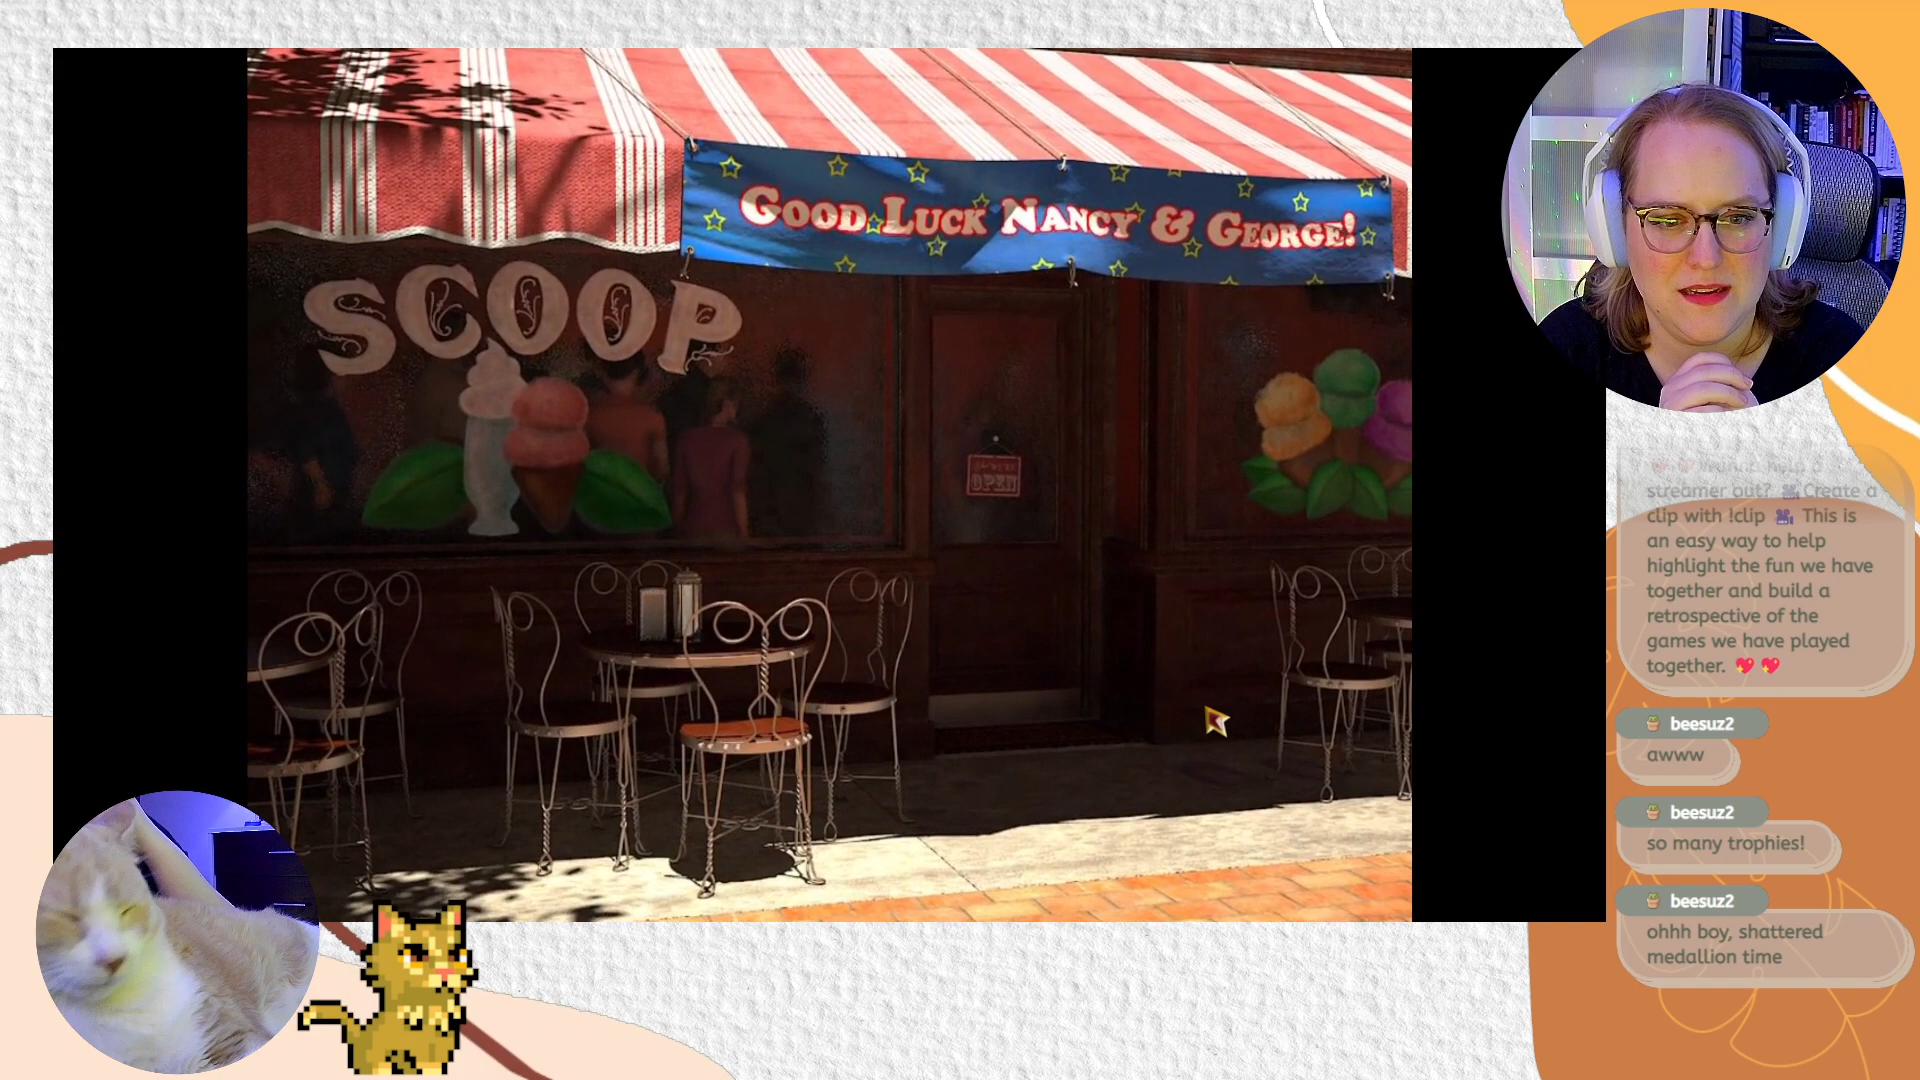 GOOD LUCK NANCY & GEORGE!
SCOOP
OPEN
streamer out? Create a
clip with !clip This is
an easy way to help
highlight the fun we have
together and build a
retrospective of the
games we have played
together.
beesuz2
awww
beesuz2
so many trophies!
beesuz2
ohhh boy, shattered
medallion time